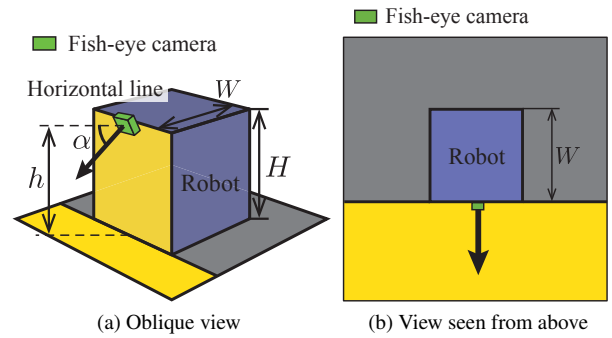 Fish-eye camera
Horizontal line
W
α
h
Robot
H
(a) Oblique view
Fish-eye camera
Robot
W
(b) View seen from above